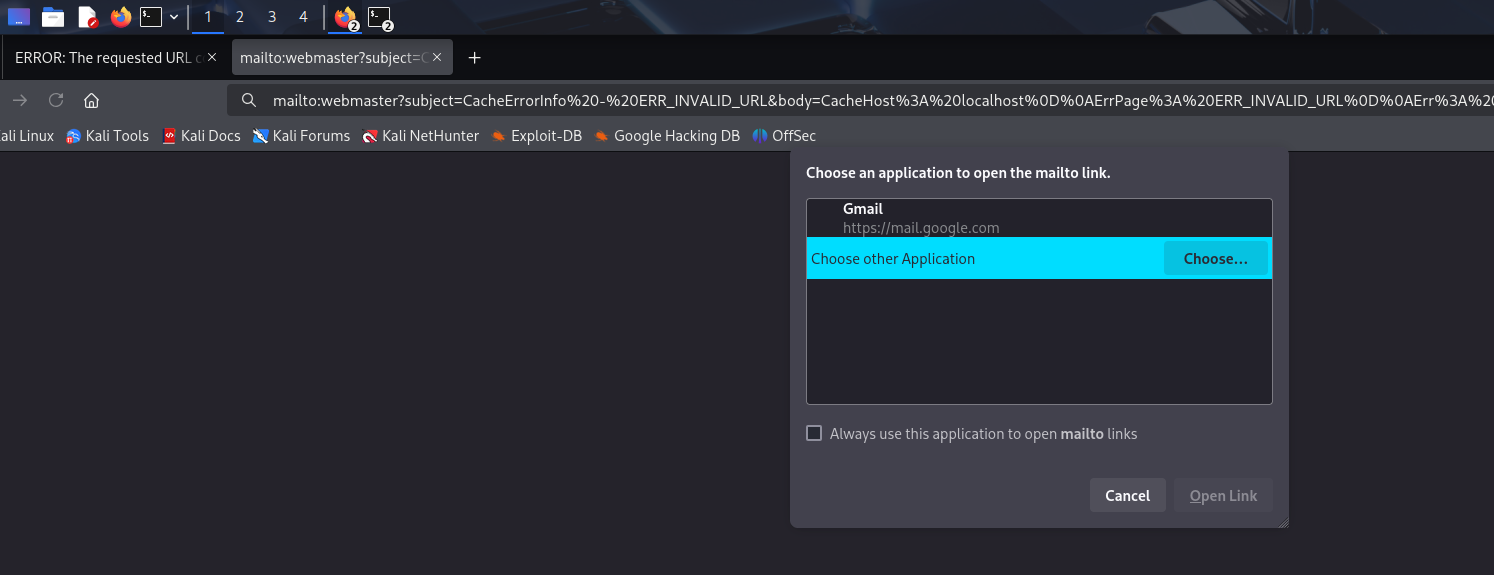 1 2 3 4 2 2
ERROR: The requested URL c mailto:webmaster?subject=C
mailto:webmaster?subject=CacheErrorInfo%20-%20ERR_INVALID_URL&body=CacheHost%3A%20localhost%0D%0AErrPage%3A%20ERR_INVALID_URL%0D%0AErr%3A%20
ali Linux Kali Tools Kali Docs Kali Forums Kali NetHunter Exploit-DB Google Hacking DB OffSec
Choose an application to open the mailto link.
Gmail
https://mail.google.com
Choose other Application Choose...
Always use this application to open mailto links
Cancel Open Link